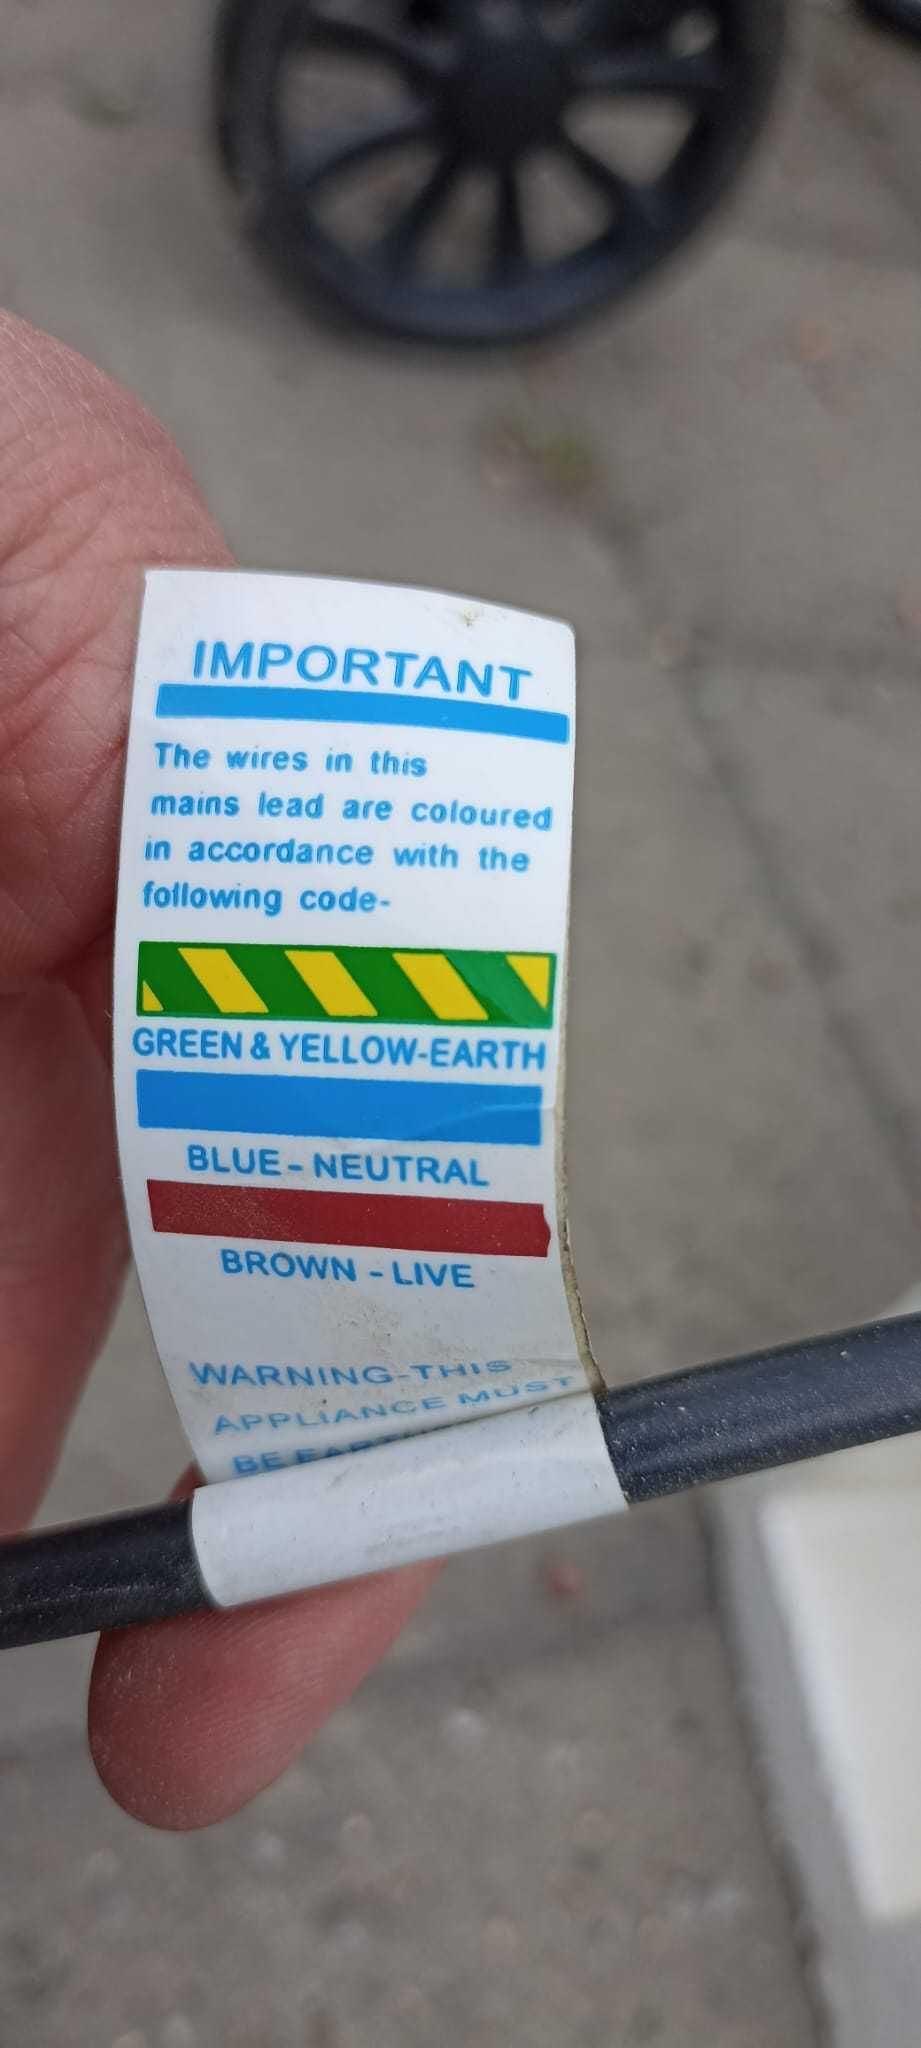 IMPORTANT
The wires in this
mains lead are coloured
in accordance with the
following code-
GREEN & YELLOW-EARTH
BLUE - NEUTRAL
BROWN - LIVE
WARNING-THIS
APPLIANCE MUST
BE